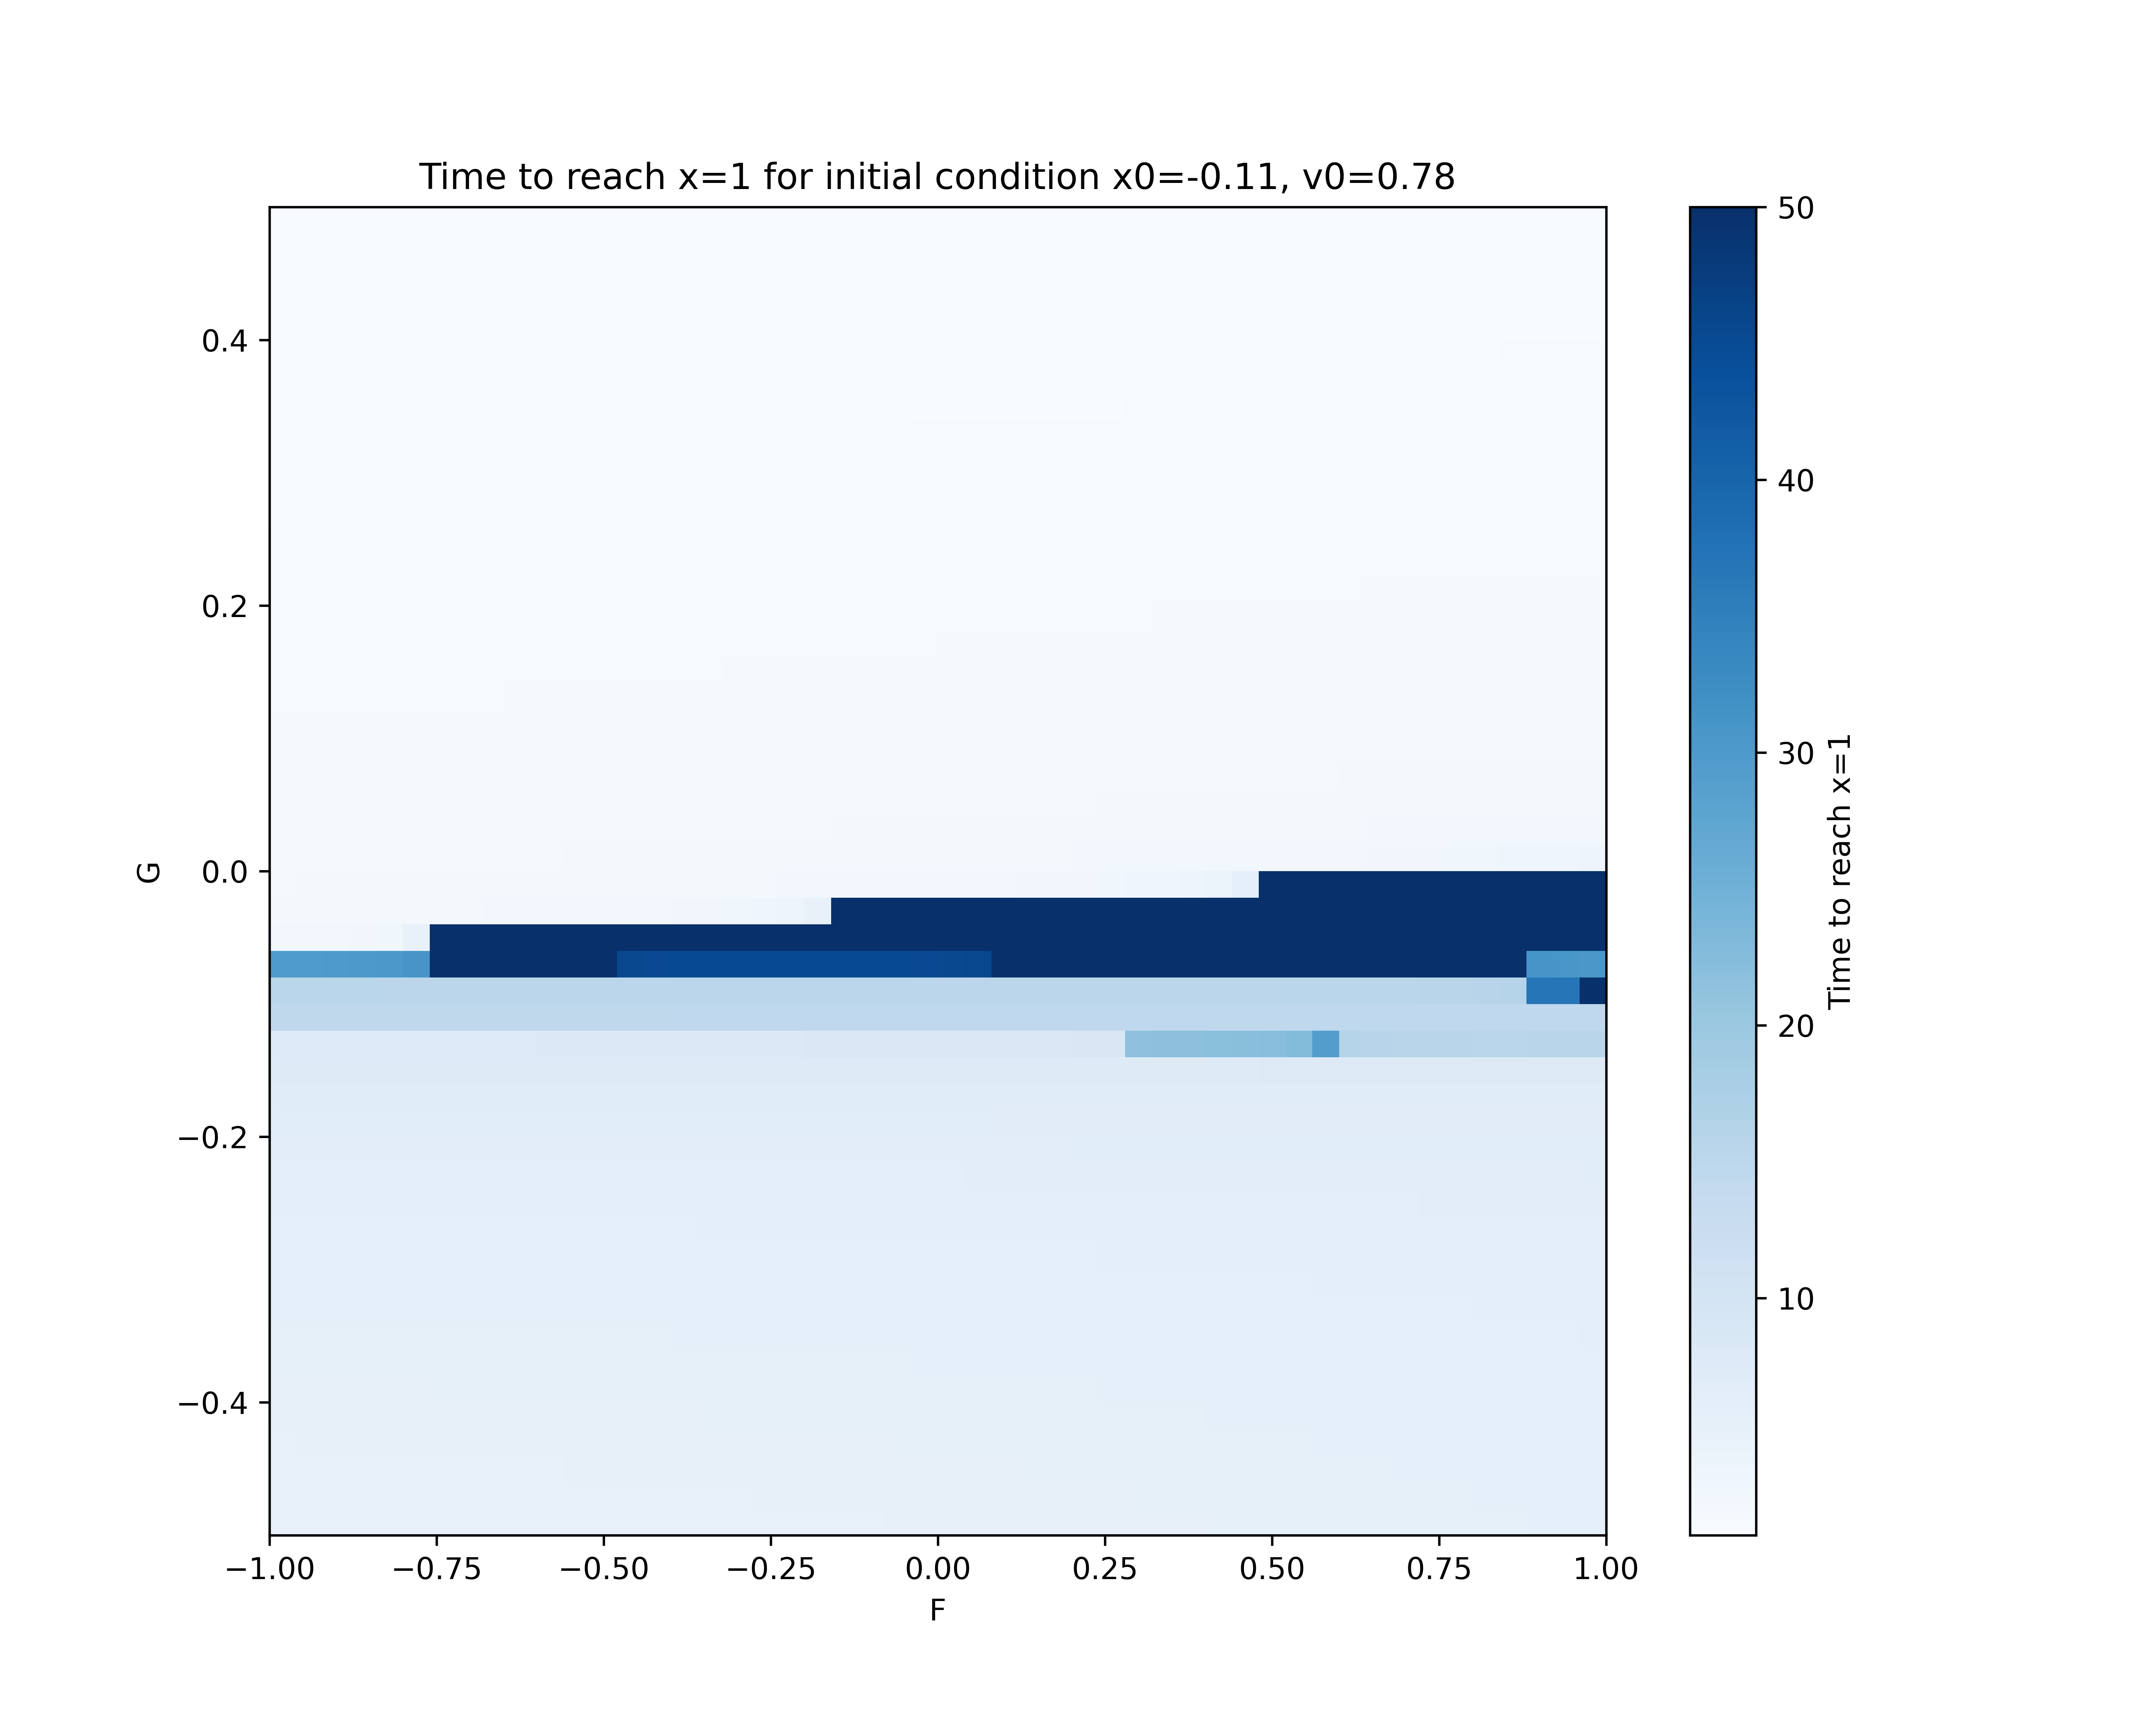 Time to reach x=1 for initial condition x0=-0.11, v0=0.78
50
0.4
40
0.2
30
Time to reach x=1
G
0.0
20
−0.2
10
−0.4
−1.00 −0.75 −0.50 −0.25 0.00 0.25 0.50 0.75 1.00
F